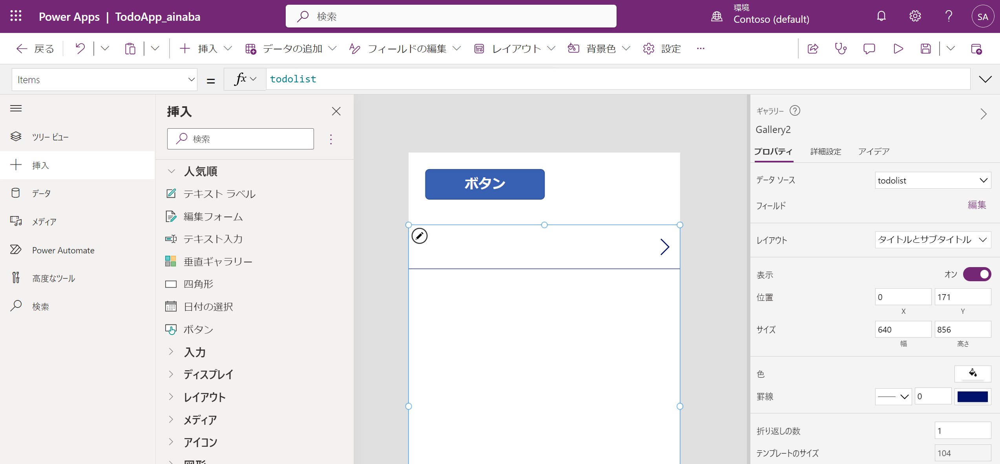 Power Apps | TodoApp_ainaba
検索
環境
Contoso (default)
SA
戻る
挿入
データの追加
フィールドの編集
レイアウト
背景色
設定
Items
=
fx
todolist
ツリー ビュー
挿入
データ
メディア
Power Automate
高度なツール
検索
挿入
検索
人気順
テキスト ラベル
編集フォーム
テキスト入力
垂直ギャラリー
四角形
日付の選択
ボタン
入力
ディスプレイ
レイアウト
メディア
アイコン
図形
ボタン
ギャラリー
Gallery2
プロパティ
詳細設定
アイデア
データ ソース
todolist
フィールド
編集
レイアウト
タイトルとサブタイトル
表示
オン
位置
0
171
X
Y
サイズ
640
856
幅
高さ
色
罫線
0
折り返しの数
1
テンプレートのサイズ
104